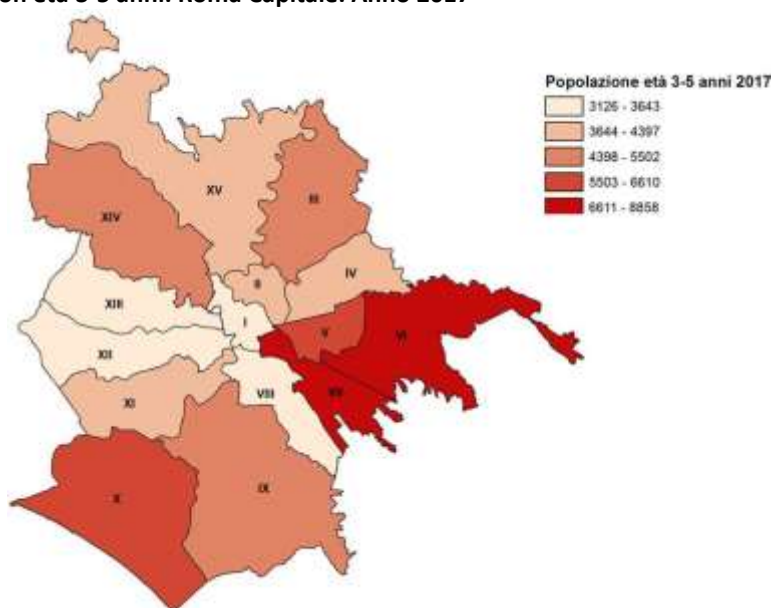 Popolazione età 3-5 anni 2017
3126 - 3643
3644 - 4397
4398 - 5502
5503 - 6610
6611 - 8858
XV
III
XIV
II
IV
XIII
I
V
VI
XII
VII
XI
VIII
X
IX